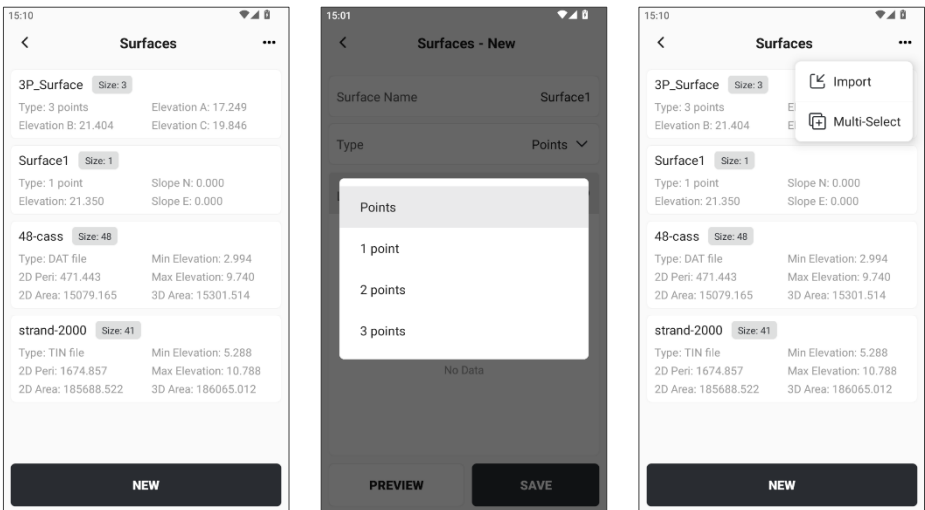 15:10
Surfaces
3P_Surface Size: 3
Type: 3 points Elevation A: 17.249
Elevation B: 21.404 Elevation C: 19.846
Surface1 Size: 1
Type: 1 point Slope N: 0.000
Elevation: 21.350 Slope E: 0.000
48-cass Size: 48
Type: DAT file Min Elevation: 2.994
2D Peri: 471.443 Max Elevation: 9.740
2D Area: 15079.165 3D Area: 15301.514
strand-2000 Size: 41
Type: TIN file Min Elevation: 5.288
2D Peri: 1674.857 Max Elevation: 10.788
2D Area: 185688.522 3D Area: 186065.012
NEW
15:01
Surfaces - New
Surface Name Surface1
Type Points
Points
1 point
2 points
3 points
No Data
PREVIEW SAVE
15:10
Surfaces
Import
Multi-Select
3P_Surface Size: 3
Type: 3 points
Elevation B: 21.404
Surface1 Size: 1
Type: 1 point Slope N: 0.000
Elevation: 21.350 Slope E: 0.000
48-cass Size: 48
Type: DAT file Min Elevation: 2.994
2D Peri: 471.443 Max Elevation: 9.740
2D Area: 15079.165 3D Area: 15301.514
strand-2000 Size: 41
Type: TIN file Min Elevation: 5.288
2D Peri: 1674.857 Max Elevation: 10.788
2D Area: 185688.522 3D Area: 186065.012
NEW